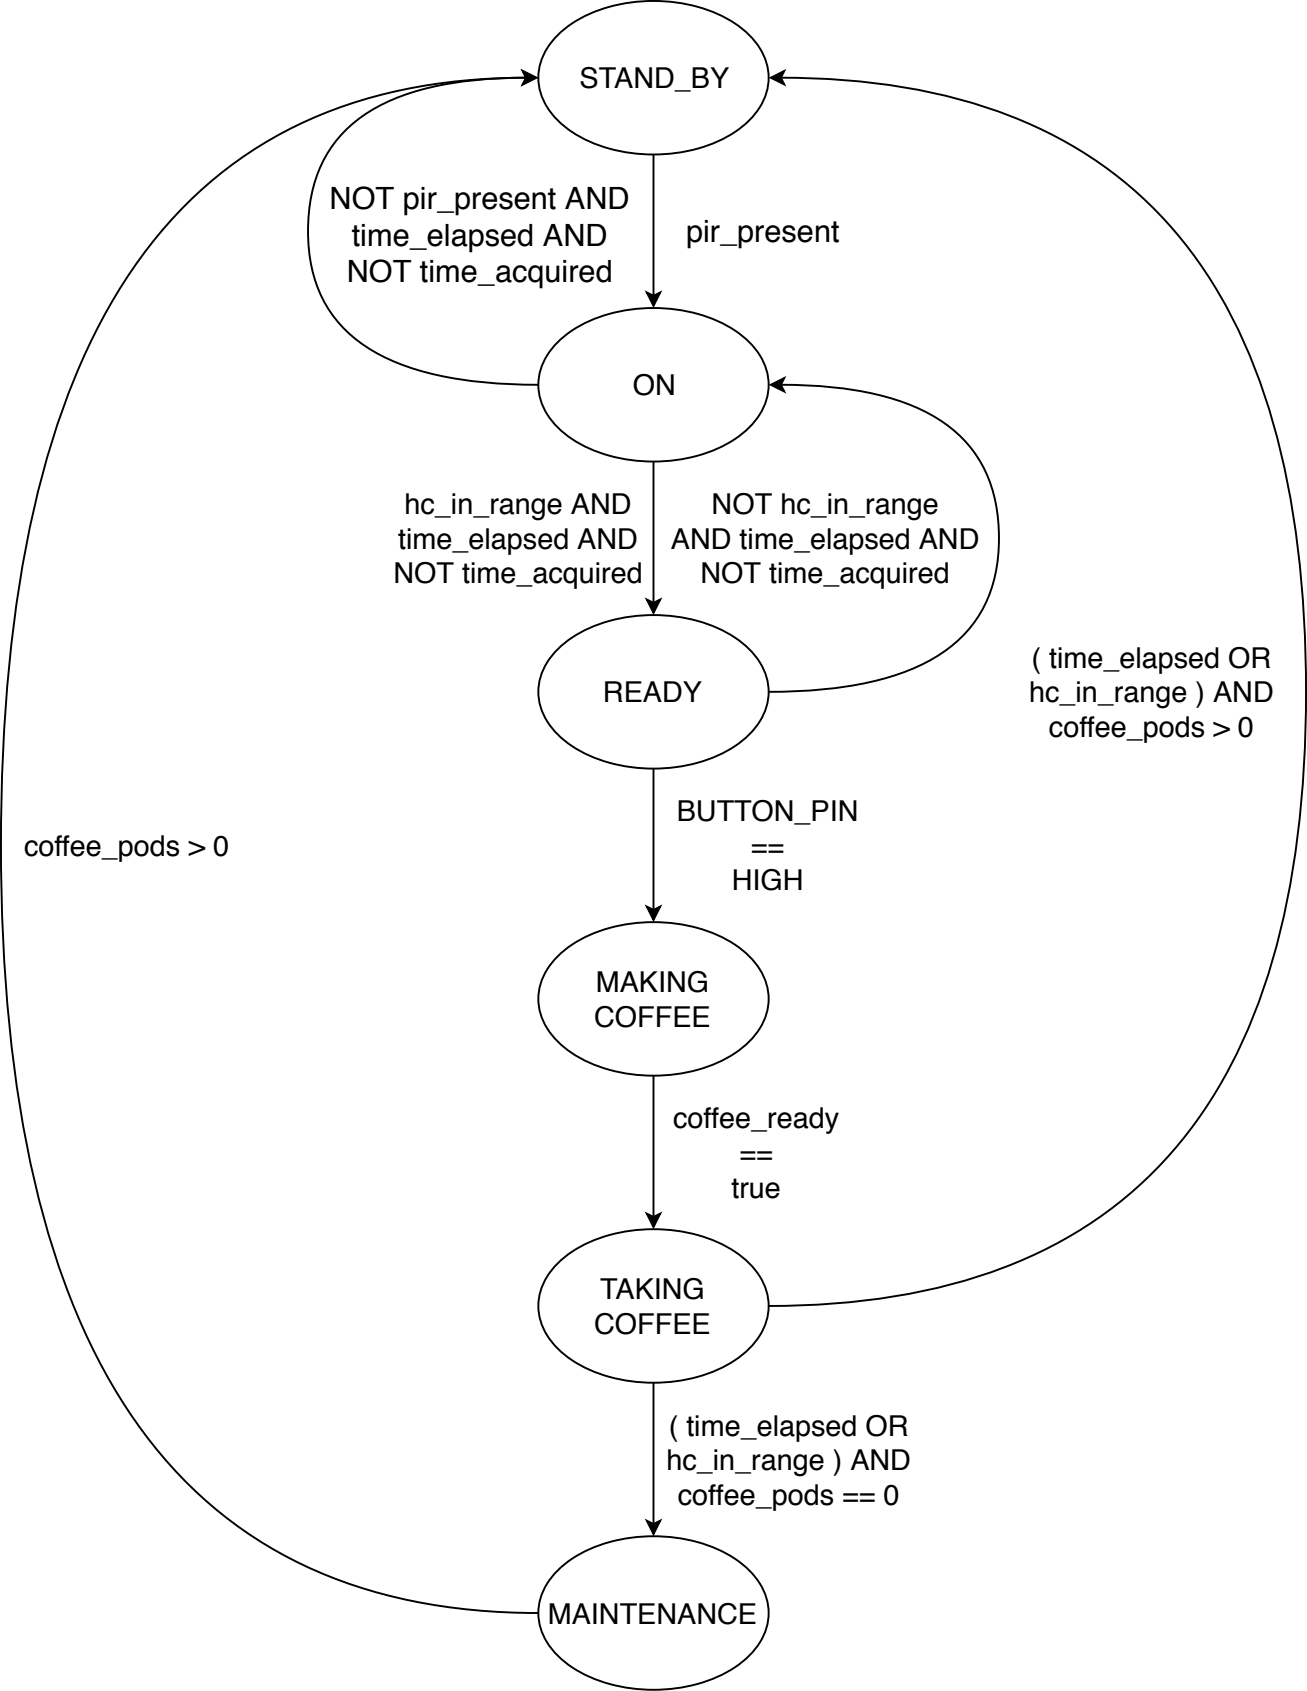 STAND_BY
NOT pir_present AND
time_elapsed AND
NOT time_acquired
pir_present
ON
hc_in_range AND
time_elapsed AND
NOT time_acquired
NOT hc_in_range
AND time_elapsed AND
NOT time_acquired
READY
( time_elapsed OR
hc_in_range ) AND
coffee_pods > 0
BUTTON_PIN
==
HIGH
coffee_pods > 0
MAKING
COFFEE
coffee_ready
==
true
TAKING
COFFEE
( time_elapsed OR
hc_in_range ) AND
coffee_pods == 0
MAINTENANCE